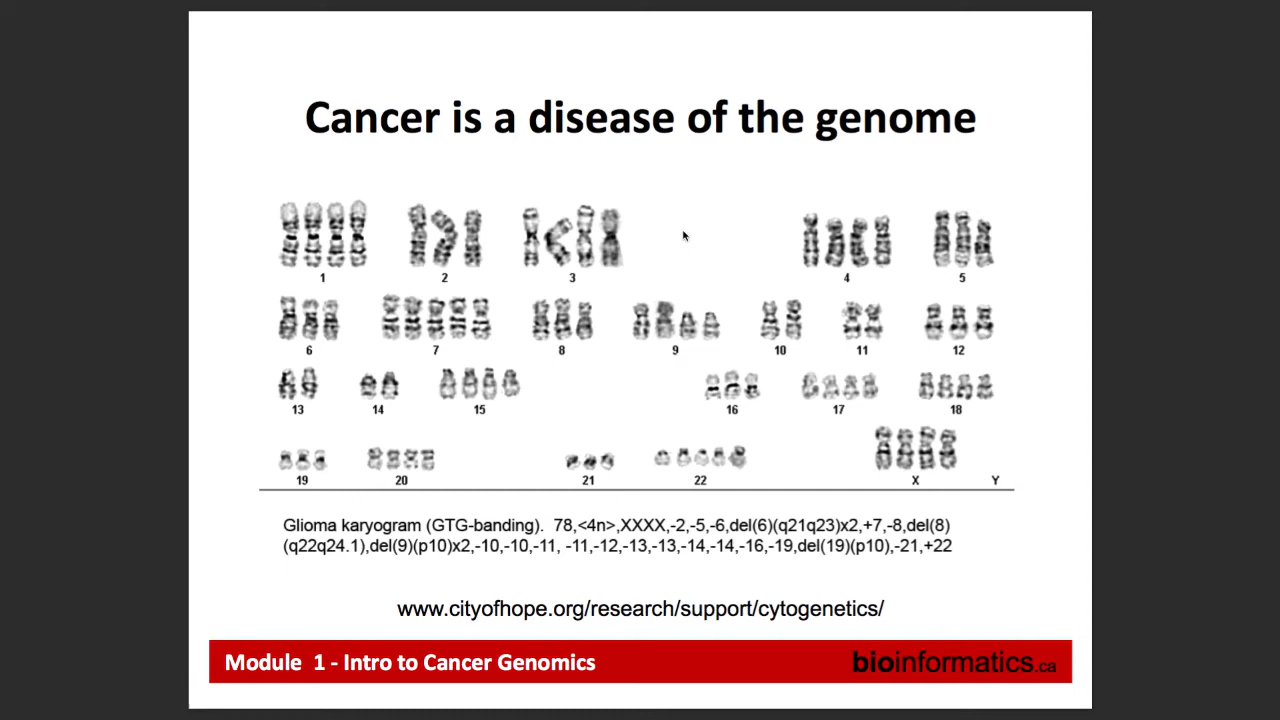 Cancer is a disease of the genome
1 2 3 4 5
6 7 8 9 10 11 12
13 14 15 16 17 18
19 20 21 22 X Y
Glioma karyogram (GTG-banding).  78,<4n>,XXXX,-2,-5,-6,del(6)(q21q23)x2,+7,-8,del(8)
(q22q24.1),del(9)(p10)x2,-10,-10,-11, -11,-12,-13,-13,-14,-14,-16,-19,del(19)(p10),-21,+22
www.cityofhope.org/research/support/cytogenetics/
Module  1 - Intro to Cancer Genomics
bioinformatics.ca